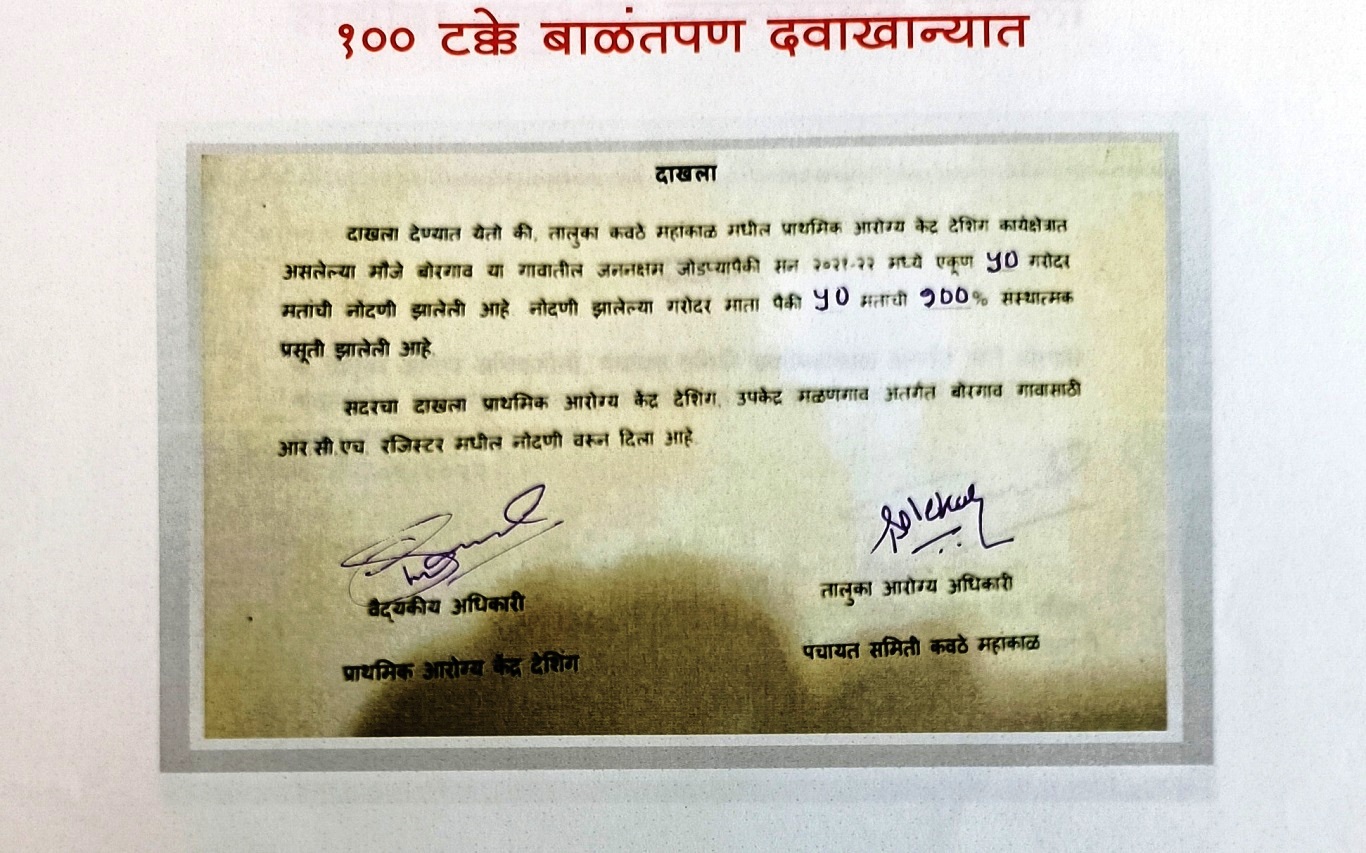 १०० टक्के बाळंतपण दवाखान्यात
दाखला
दाखला देण्यात येतो की, तालुका कवठे महाकाळ मधील प्राथमिक आरोग्य केंद्र देशिंग कार्यक्षेत्रात
असलेल्या मौजे बोरगाव या गावातील जननक्षम जोडप्यापैकी सन २०२१-२२ मध्ये एकूण ५० गरोदर
मतांची नोदणी झालेली आहे नोदणी झालेल्या गरोदर माता पैकी ५० मतांची १००% संस्थात्मक
प्रसूती झालेली आहे.
सदरचा दाखला प्राथमिक आरोग्य केंद्र देशिंग, उपकेंद्र मळणगाव अंतर्गत बोरगाव गावासाठी
आर.सी.एच. रजिस्टर मधील नोदणी वरून दिला आहे.
वैद्यकीय अधिकारी
तालुका आरोग्य अधिकारी
प्राथमिक आरोग्य केंद्र देशिंग
पंचायत समिती कवठे महाकाळ